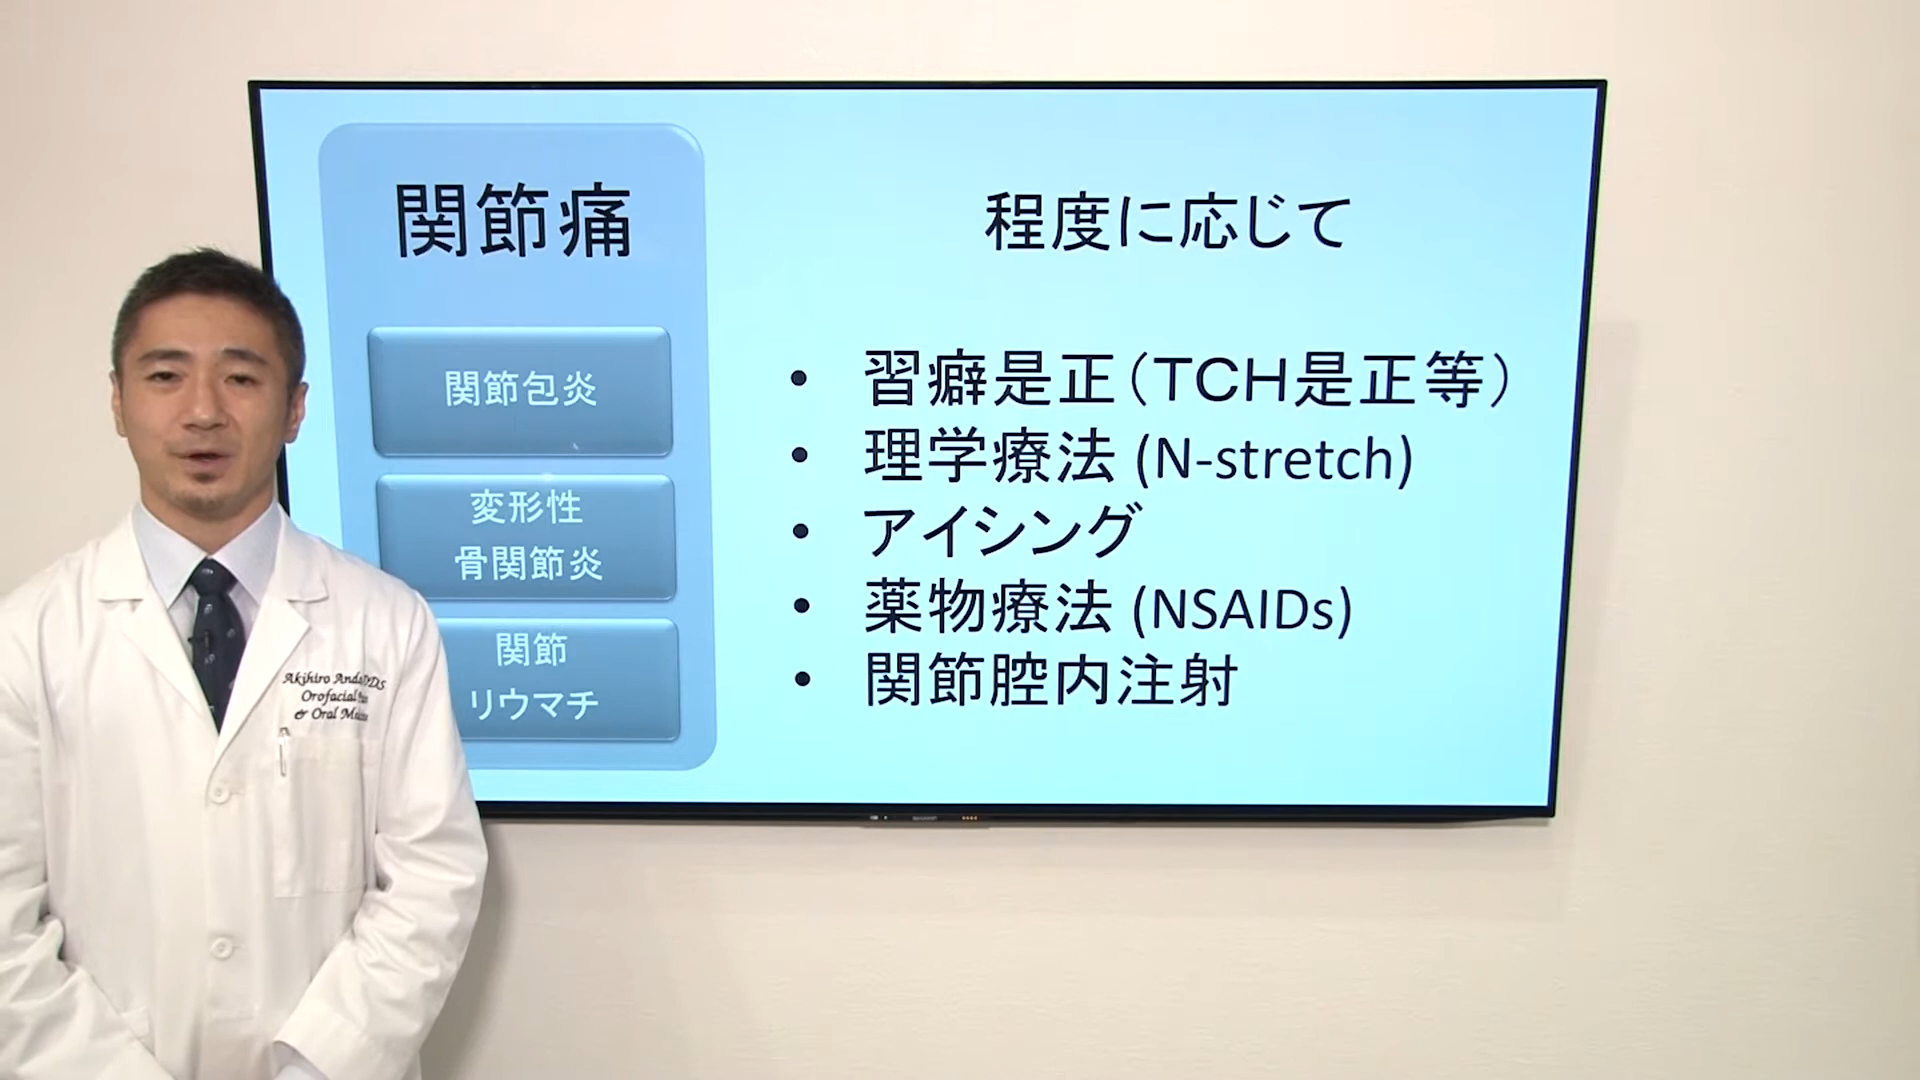 関節痛
関節包炎
変形性
骨関節炎
関節
リウマチ
程度に応じて
• 習癖是正（TCH是正等）
• 理学療法 (N-stretch)
• アイシング
• 薬物療法 (NSAIDs)
• 関節腔内注射
Akihiro
Orofacial
& Oral